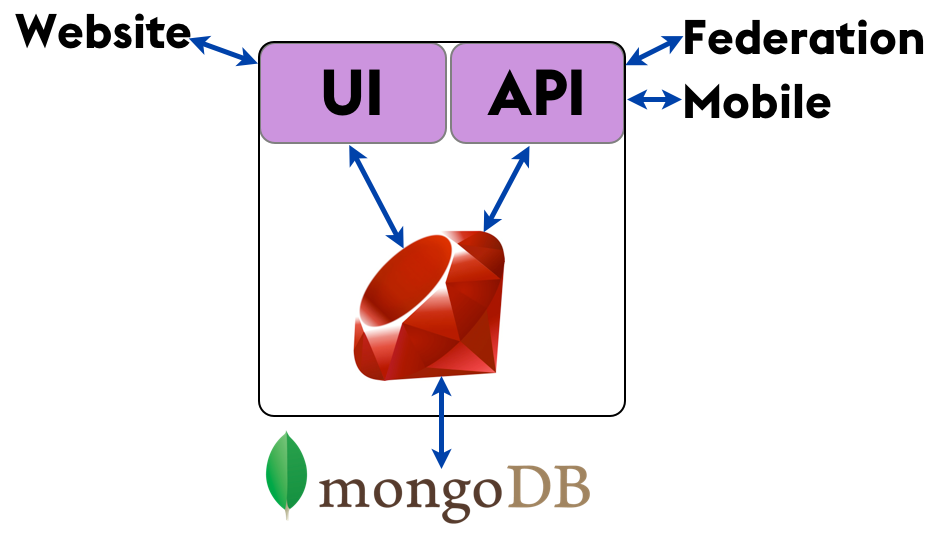 Website
Federation
UI
API
Mobile
mongoDB